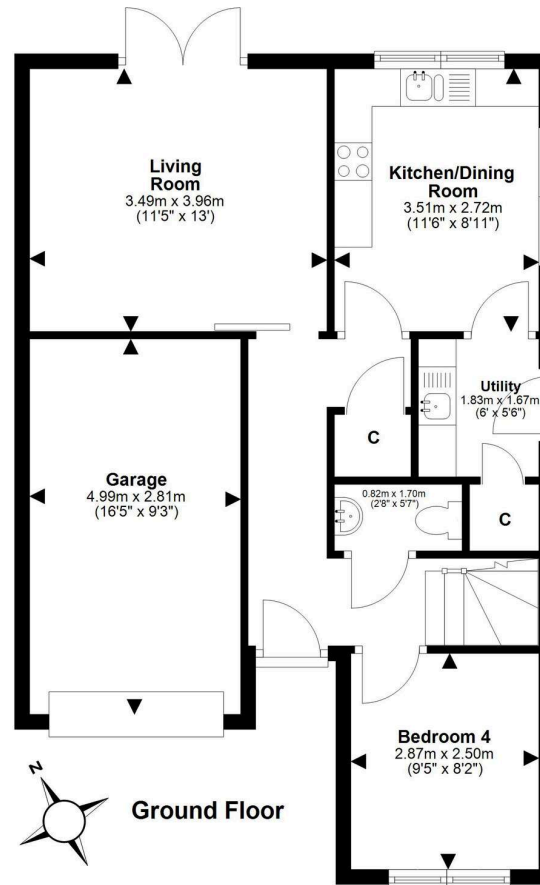 Living
Room
3.49m x 3.96m
(11'5" x 13')
Kitchen/Dining
Room
3.51m x 2.72m
(11'6" x 8'11")
Utility
1.83m x 1.67m
(6' x 5'6")
C
Garage
4.99m x 2.81m
(16'5" x 9'3")
0.82m x 1.70m
(2'8" x 5'7")
C
Bedroom 4
2.87m x 2.50m
(9'5" x 8'2")
N
Ground Floor